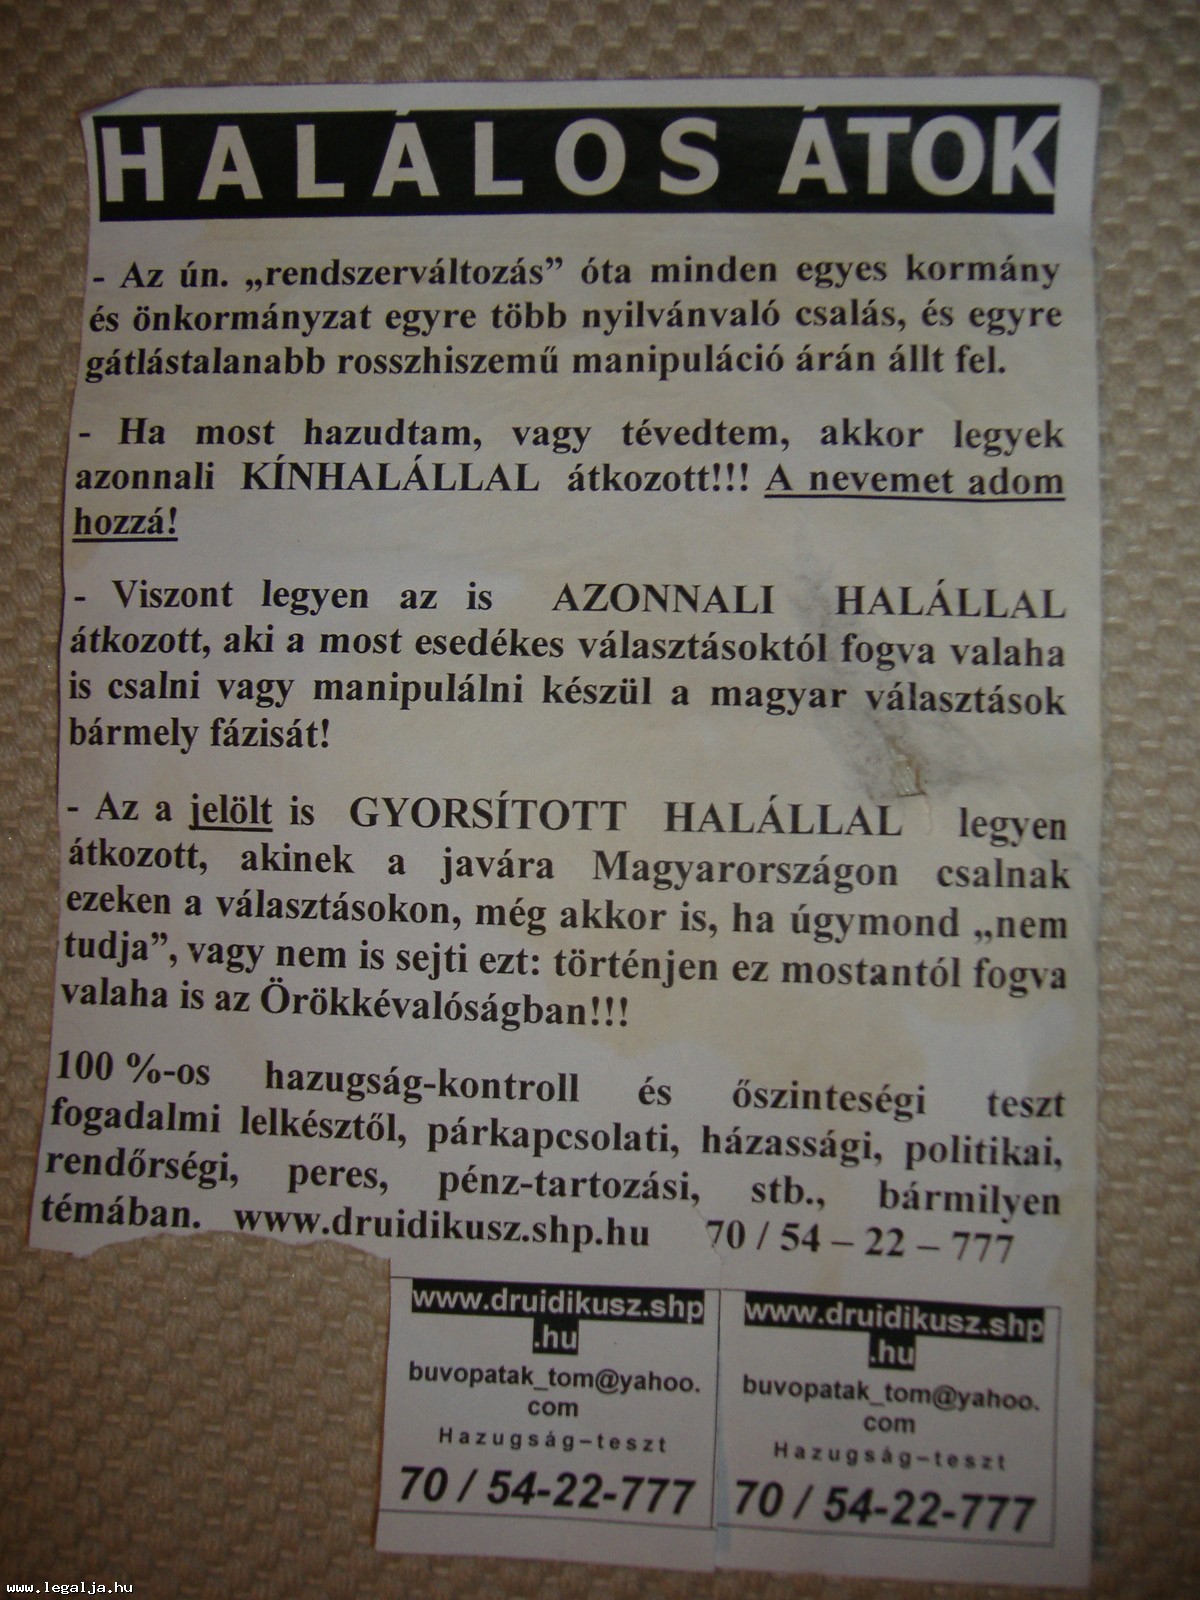 HALÁLOS ÁTOK
- Az ún. „rendszerváltozás” óta minden egyes kormány
és önkormányzat egyre több nyilvánvaló csalás, és egyre
gátlástalanabb rosszhiszemű manipuláció árán állt fel.
- Ha most hazudtam, vagy tévedtem, akkor legyek
azonnali KÍNHALÁLLAL átkozott!!! A nevemet adom
hozzá!
- Viszont legyen az is AZONNALI HALÁLLAL
átkozott, aki a most esedékes választásoktól fogva valaha
is csalni vagy manipulálni készül a magyar választások
bármely fázisát!
- Az a jelölt is GYORSÍTOTT HALÁLLAL legyen
átkozott, akinek a javára Magyarországon csalnak
ezeken a választásokon, még akkor is, ha úgymond „nem
tudja”, vagy nem is sejti ezt: történjen ez mostantól fogva
valaha is az Örökkévalóságban!!!
100 %-os hazugság-kontroll és őszinteségi teszt
fogadalmi lelkésztől, párkapcsolati, házassági, politikai,
rendőrségi, peres, pénz-tartozási, stb., bármilyen
témában. www.druidikusz.shp.hu 70 / 54 – 22 – 777
www.druidikusz.shp
.hu
buvopatak_tom@yahoo.
com
Hazugság–teszt
70 / 54-22-777
www.druidikusz.shp
.hu
buvopatak_tom@yahoo.
com
Hazugság–teszt
70 / 54-22-777
www.legalja.hu